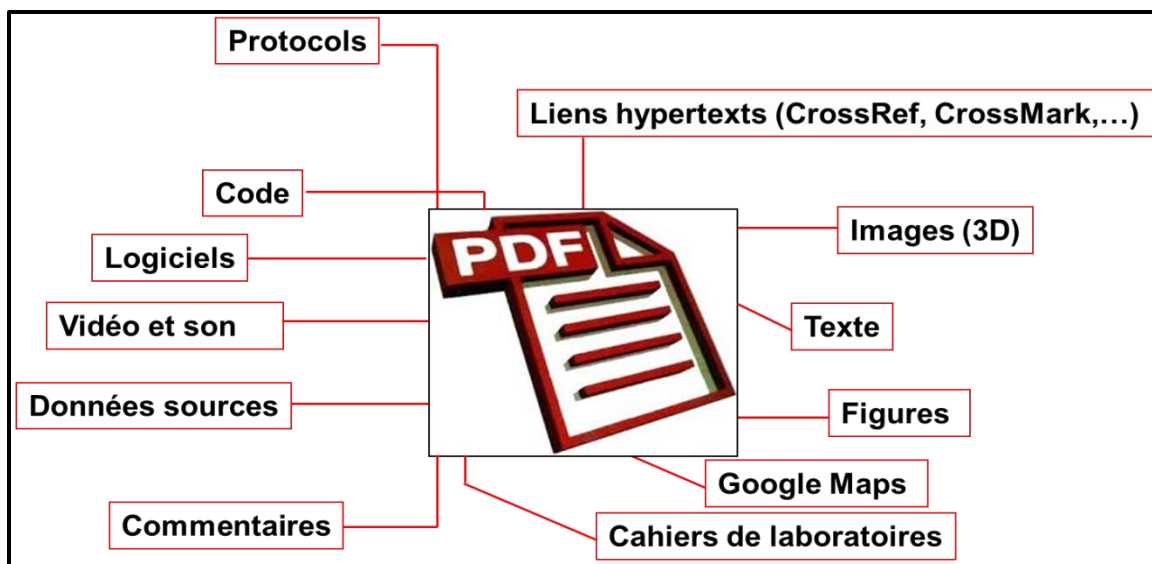 Protocols
Liens hypertexts (CrossRef, CrossMark,…)
Code
Images (3D)
Logiciels
PDF
Vidéo et son
Texte
Données sources
Figures
Google Maps
Commentaires
Cahiers de laboratoires